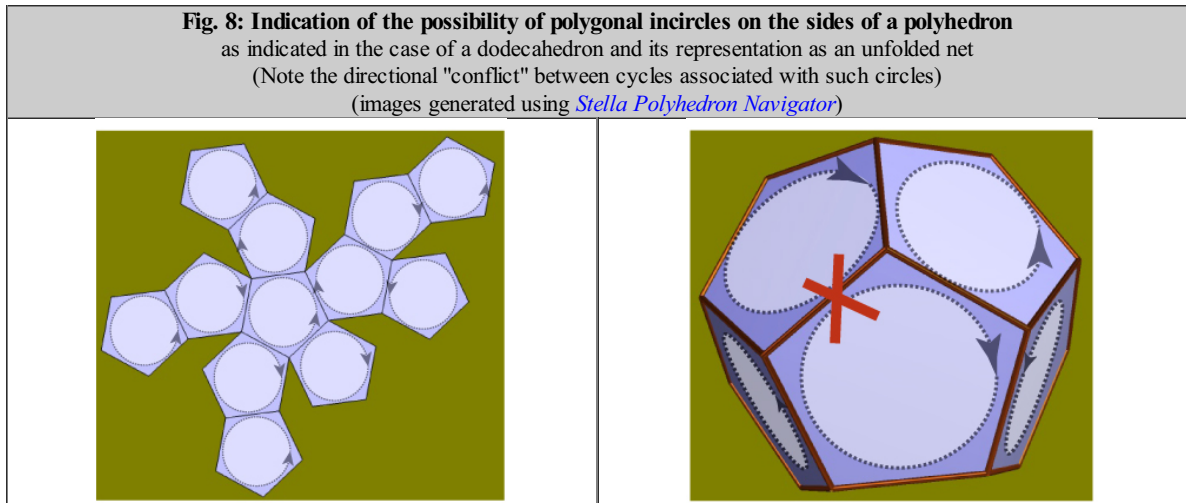 Fig. 8: Indication of the possibility of polygonal incircles on the sides of a polyhedron
as indicated in the case of a dodecahedron and its representation as an unfolded net
(Note the directional "conflict" between cycles associated with such circles)
(images generated using Stella Polyhedron Navigator)